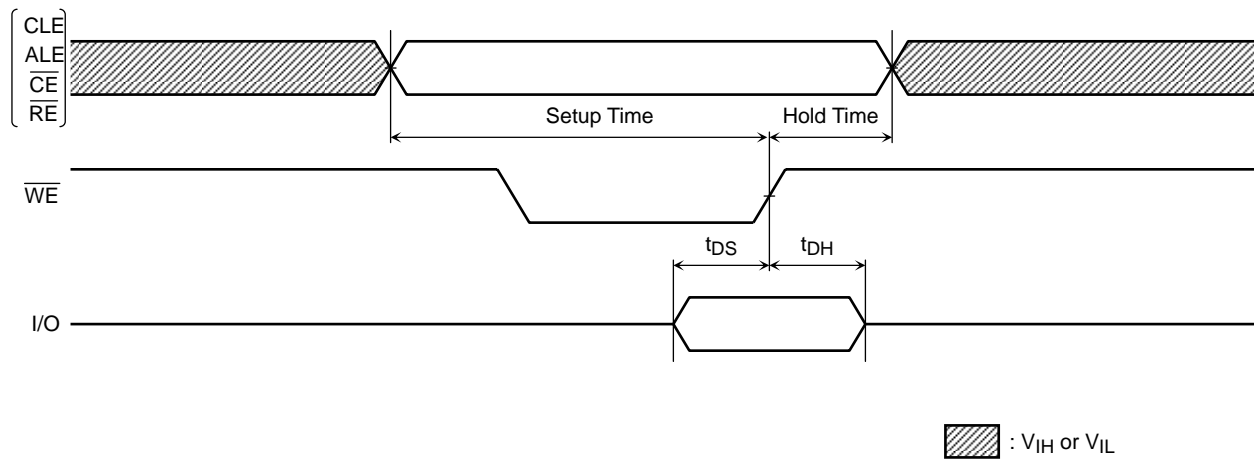 CLE
ALE
CE
RE
Setup Time
Hold Time
WE
tDS
tDH
I/O
: VIH or VIL